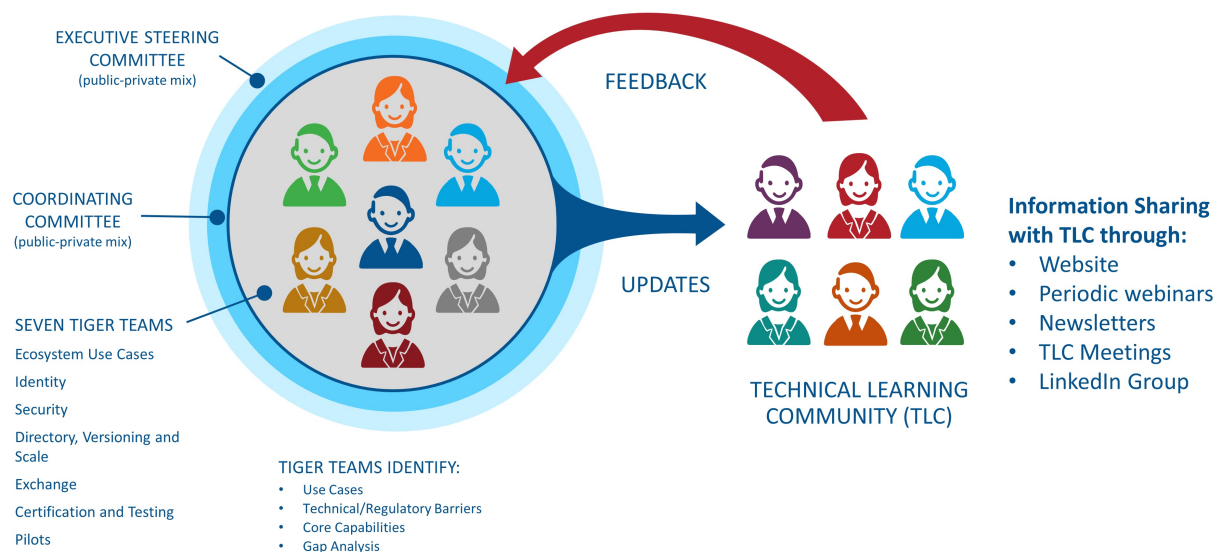 EXECUTIVE STEERING
COMMITTEE
(public-private mix)
COORDINATING
COMMITTEE
(public-private mix)
SEVEN TIGER TEAMS
Ecosystem Use Cases
Identity
Security
Directory, Versioning and
Scale
Exchange
Certification and Testing
Pilots
TIGER TEAMS IDENTIFY:
• Use Cases
• Technical/Regulatory Barriers
• Core Capabilities
• Gap Analysis
FEEDBACK
UPDATES
TECHNICAL LEARNING
COMMUNITY (TLC)
Information Sharing
with TLC through:
• Website
• Periodic webinars
• Newsletters
• TLC Meetings
• LinkedIn Group